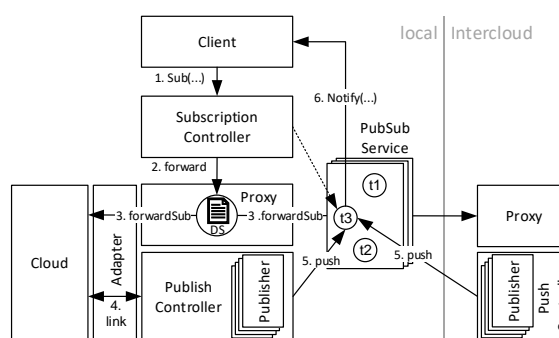 Client
local
Intercloud
1. Sub(...)
6. Notify(...)
Subscription
Controller
PubSub
Service
2. forward
t1
Proxy
3. forwardSub
DS
3 .forwardSub
t3
Proxy
t2
Cloud
Adapter
4.
link
Publish
Controller
Publisher
5. push
5. push
Publisher
Push